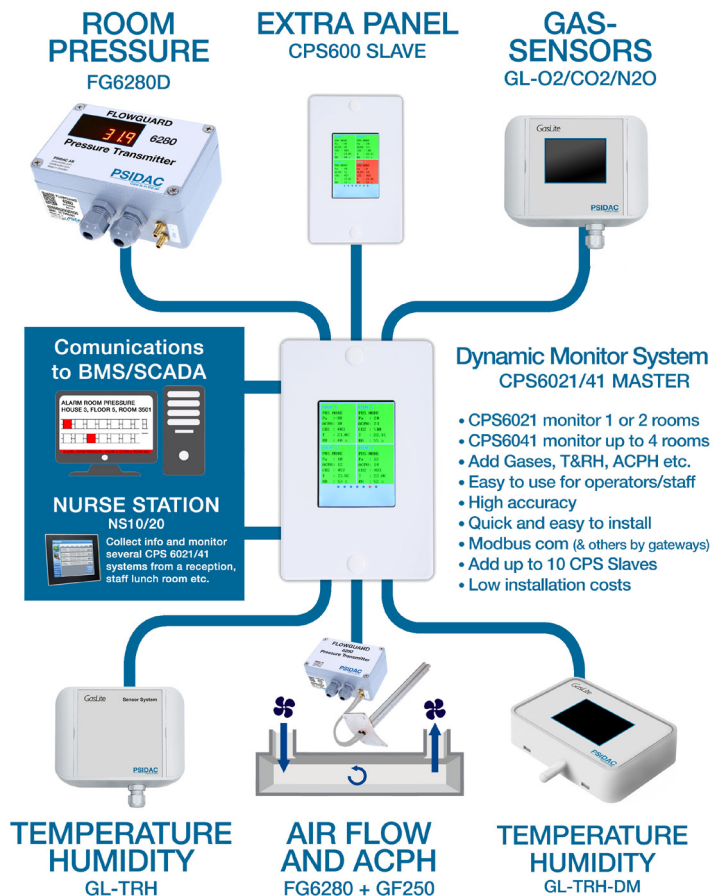 ROOM
PRESSURE
FG6280D
EXTRA PANEL
CPS600 SLAVE
GAS-
SENSORS
GL-O2/CO2/N2O
FLOWGUARD
31.9
6280
Pressure Transmitter
PSIDAC
GasLite
PSIDAC
Comunications
to BMS/SCADA
ALARM ROOM PRESSURE
HOUSE 3, FLOOR 5, ROOM 3501
NURSE STATION
NS10/20
Collect info and monitor
several CPS 6021/41
systems from a reception,
staff lunch room etc.
Dynamic Monitor System
CPS6021/41 MASTER
• CPS6021 monitor 1 or 2 rooms
• CPS6041 monitor up to 4 rooms
• Add Gases, T&RH, ACPH etc.
• Easy to use for operators/staff
• High accuracy
• Quick and easy to install
• Modbus com (& others by gateways)
• Add up to 10 CPS Slaves
• Low installation costs
FLOWGUARD
6280
Pressure Transmitter
PSIDAC
GasLite
Sensor System
PSIDAC
GasLite
PSIDAC
TEMPERATURE
HUMIDITY
GL-TRH
AIR FLOW
AND ACPH
FG6280 + GF250
TEMPERATURE
HUMIDITY
GL-TRH-DM